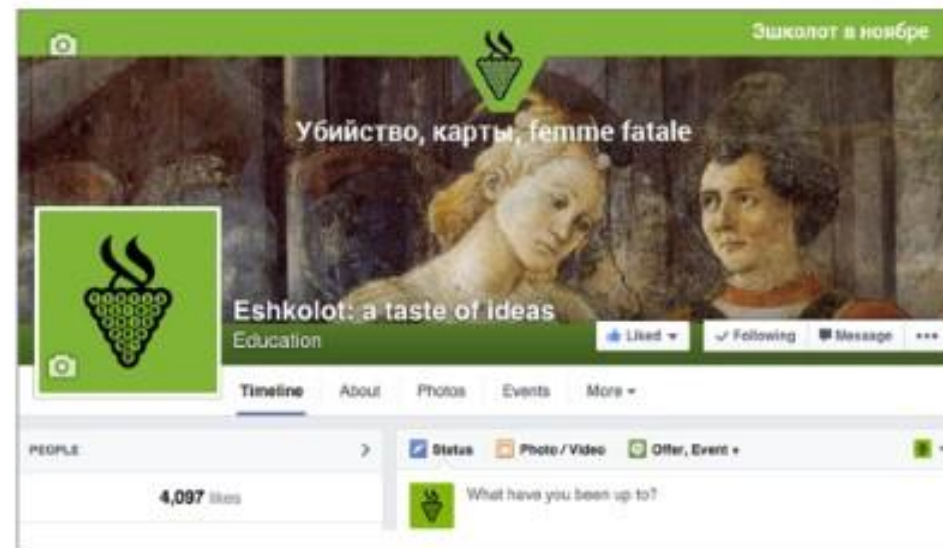 Эшколот в ноябре
Убийство, карты, femme fatale
Eshkolot: a taste of ideas
Education
Liked
Following
Message
Timeline
About
Photos
Events
More
PEOPLE
4,097 likes
Status
Photo / Video
Offer, Event +
What have you been up to?